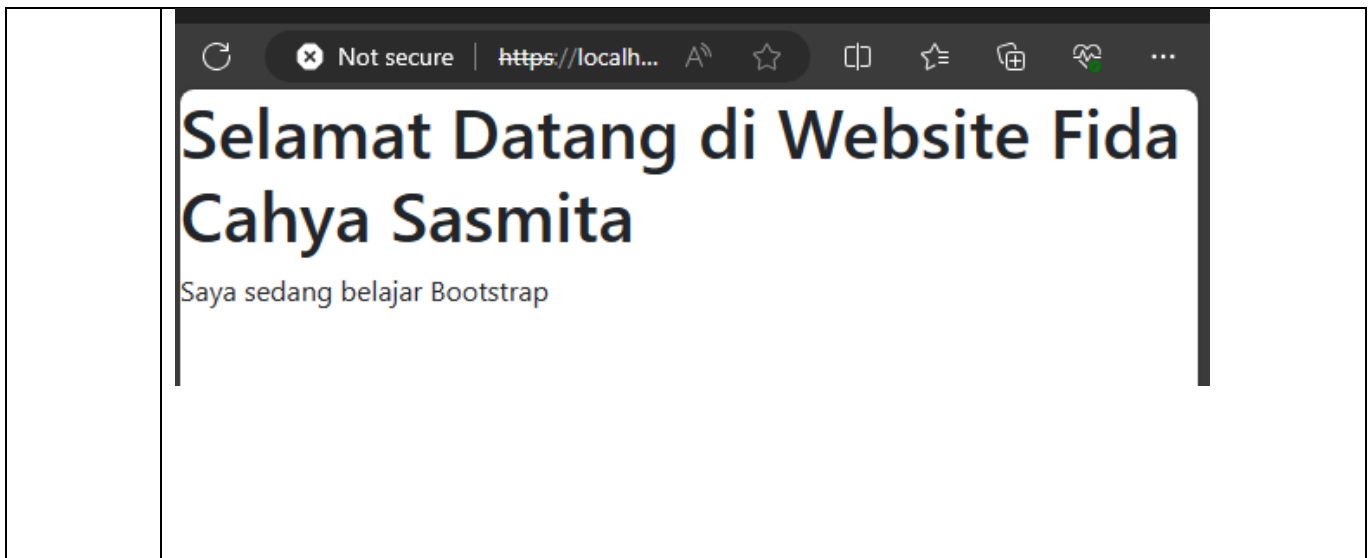 Not secure | https://localh...
Selamat Datang di Website Fida
Cahya Sasmita
Saya sedang belajar Bootstrap